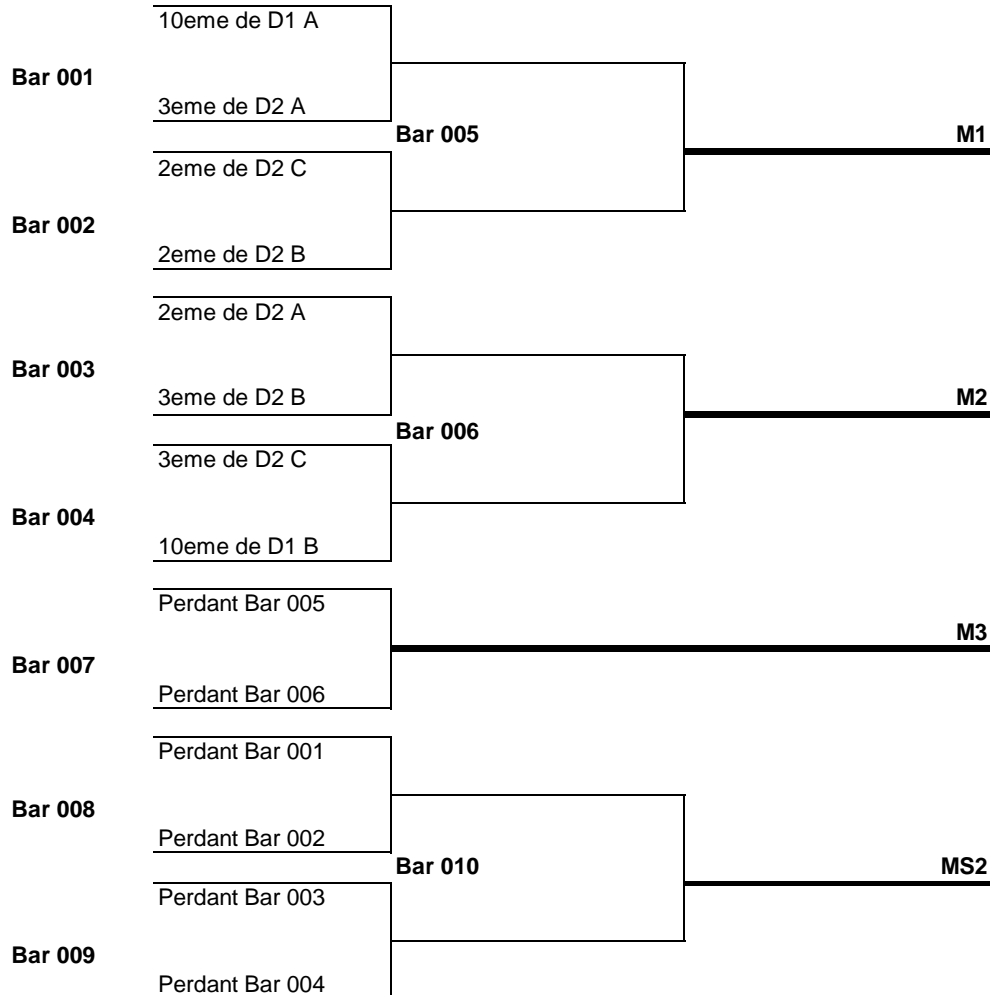 10eme de D1 A
Bar 001
3eme de D2 A
Bar 005
M1
2eme de D2 C
Bar 002
2eme de D2 B
2eme de D2 A
Bar 003
3eme de D2 B
M2
Bar 006
3eme de D2 C
Bar 004
10eme de D1 B
Perdant Bar 005
M3
Bar 007
Perdant Bar 006
Perdant Bar 001
Bar 008
Perdant Bar 002
Bar 010
MS2
Perdant Bar 003
Bar 009
Perdant Bar 004